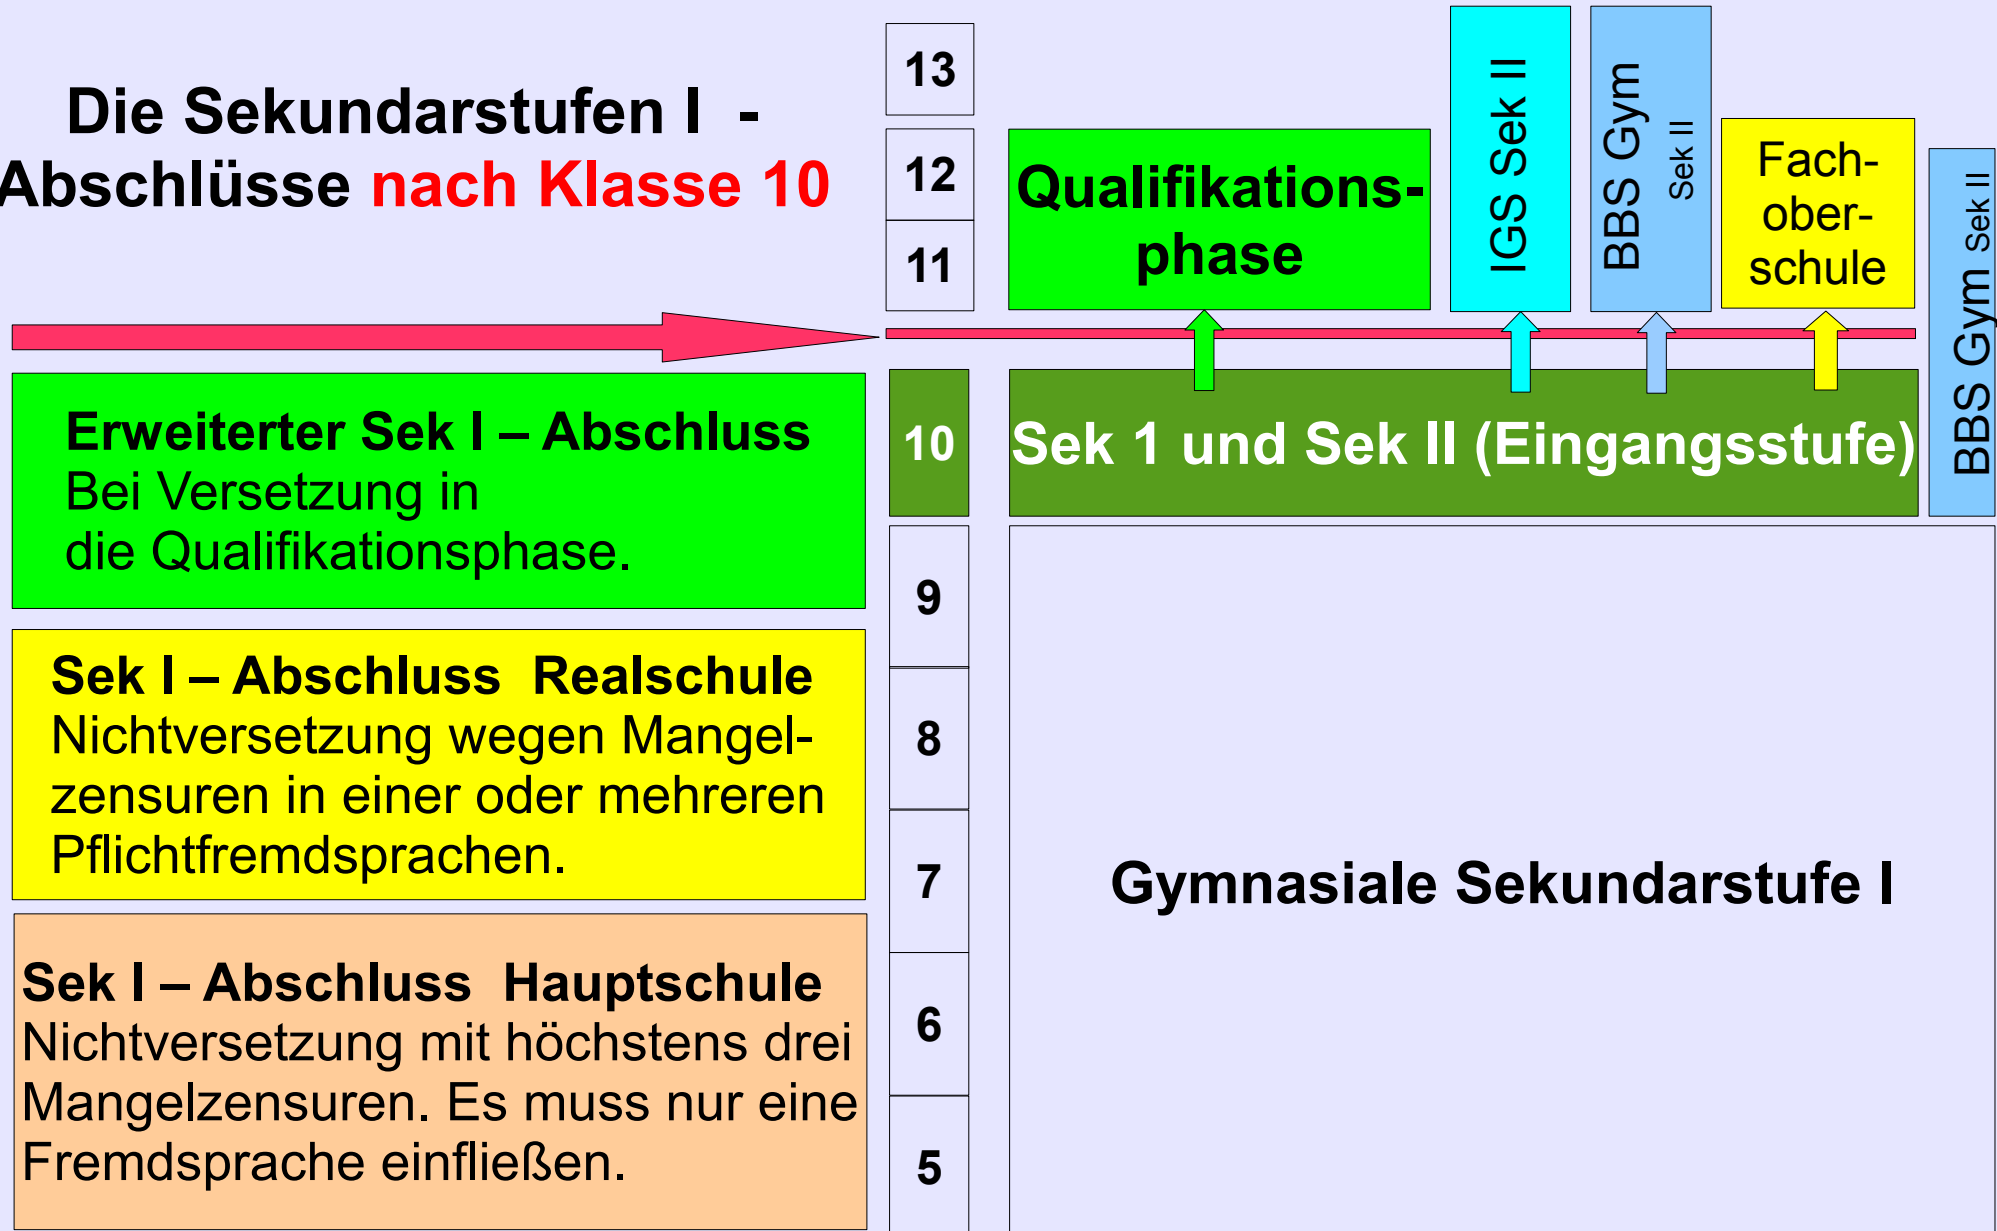 Die Sekundarstufen I -
Abschlüsse nach Klasse 10
Erweiterter Sek I – Abschluss
Bei Versetzung in
die Qualifikationsphase.
Sek I – Abschluss Realschule
Nichtversetzung wegen Mangel-
zensuren in einer oder mehreren
Pflichtfremdsprachen.
Sek I – Abschluss Hauptschule
Nichtversetzung mit höchstens drei
Mangelzensuren. Es muss nur eine
Fremdsprache einfließen.
13
12
11
10
9
8
7
6
5
Qualifikations-
phase
IGS Sek II
BBS Gym
Sek II
Fach-
ober-
schule
BBS Gym Sek II
Sek 1 und Sek II (Eingangsstufe)
Gymnasiale Sekundarstufe I